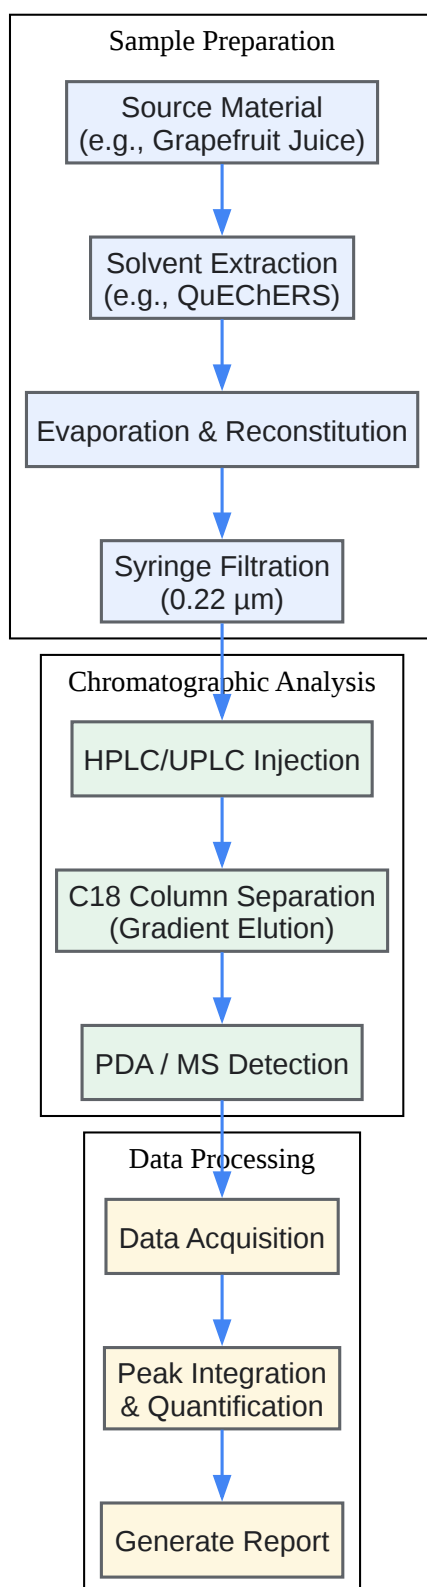 Sample Preparation
Source Material
(e.g., Grapefruit Juice)
Solvent Extraction
(e.g., QuEChERS)
Evaporation & Reconstitution
Syringe Filtration
(0.22 µm)
Chromatographic Analysis
HPLC/UPLC Injection
C18 Column Separation
(Gradient Elution)
PDA / MS Detection
Data Processing
Data Acquisition
Peak Integration
& Quantification
Generate Report